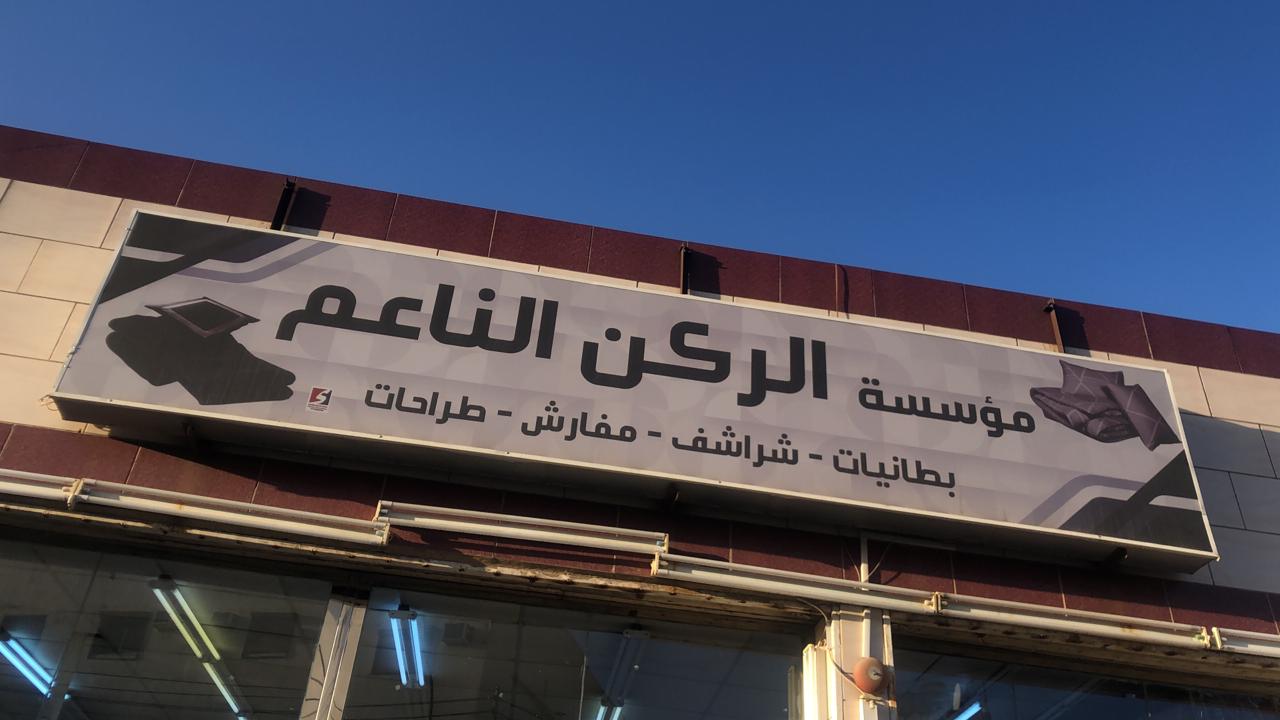 مؤسسة الركن الناعم
بطانيات - شراشف - مفارش - طراحات